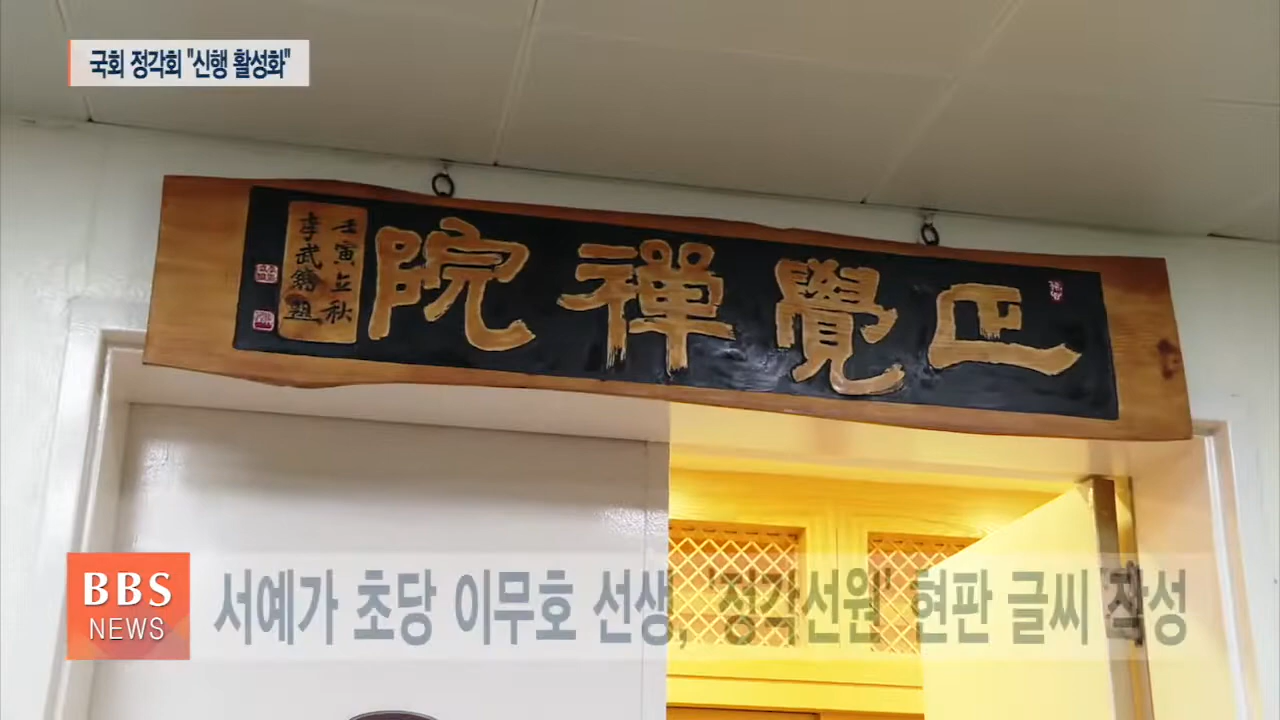 국회 정각회 "신행 활성화"
正覺禪院
壬寅立秋
李武鎬題
BBS
NEWS
서예가 초당 이무호 선생, '정각선원' 현판 글씨 작성